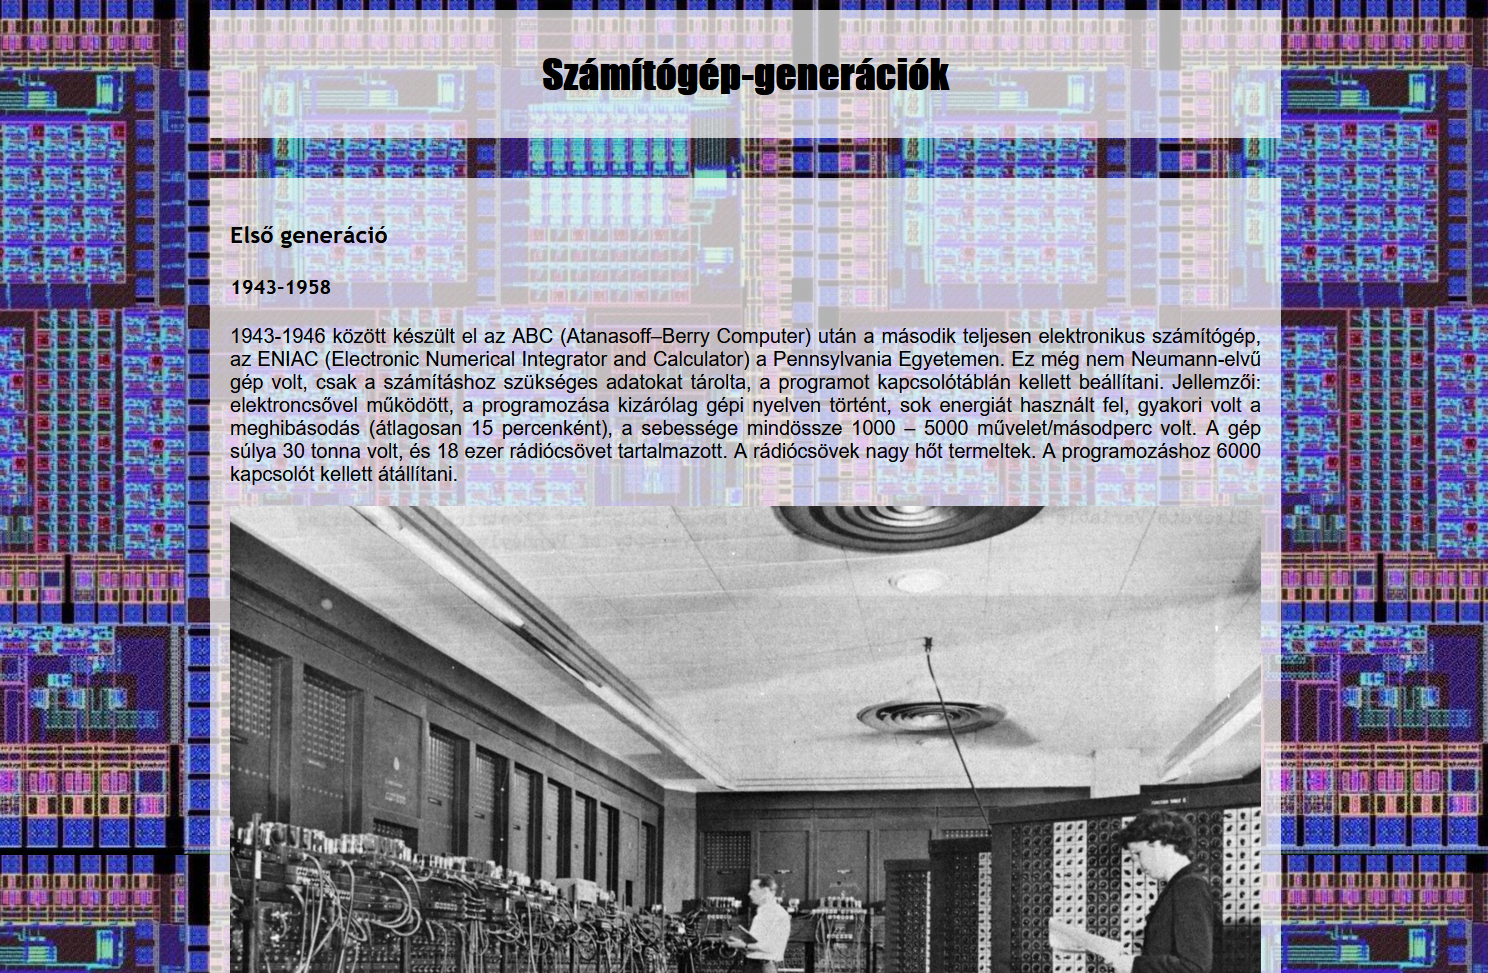 Számítógép-generációk
Első generáció
1943-1958
1943-1946 között készült el az ABC (Atanasoff–Berry Computer) után a második teljesen elektronikus számítógép,
az ENIAC (Electronic Numerical Integrator and Calculator) a Pennsylvania Egyetemen. Ez még nem Neumann-elvű
gép volt, csak a számításhoz szükséges adatokat tárolta, a programot kapcsolótáblán kellett beállítani. Jellemzői:
elektroncsővel működött, a programozása kizárólag gépi nyelven történt, sok energiát használt fel, gyakori volt a
meghibásodás (átlagosan 15 percenként), a sebessége mindössze 1000 – 5000 művelet/másodperc volt. A gép
súlya 30 tonna volt, és 18 ezer rádiócsövet tartalmazott. A rádiócsövek nagy hőt termeltek. A programozáshoz 6000
kapcsolót kellett átállítani.